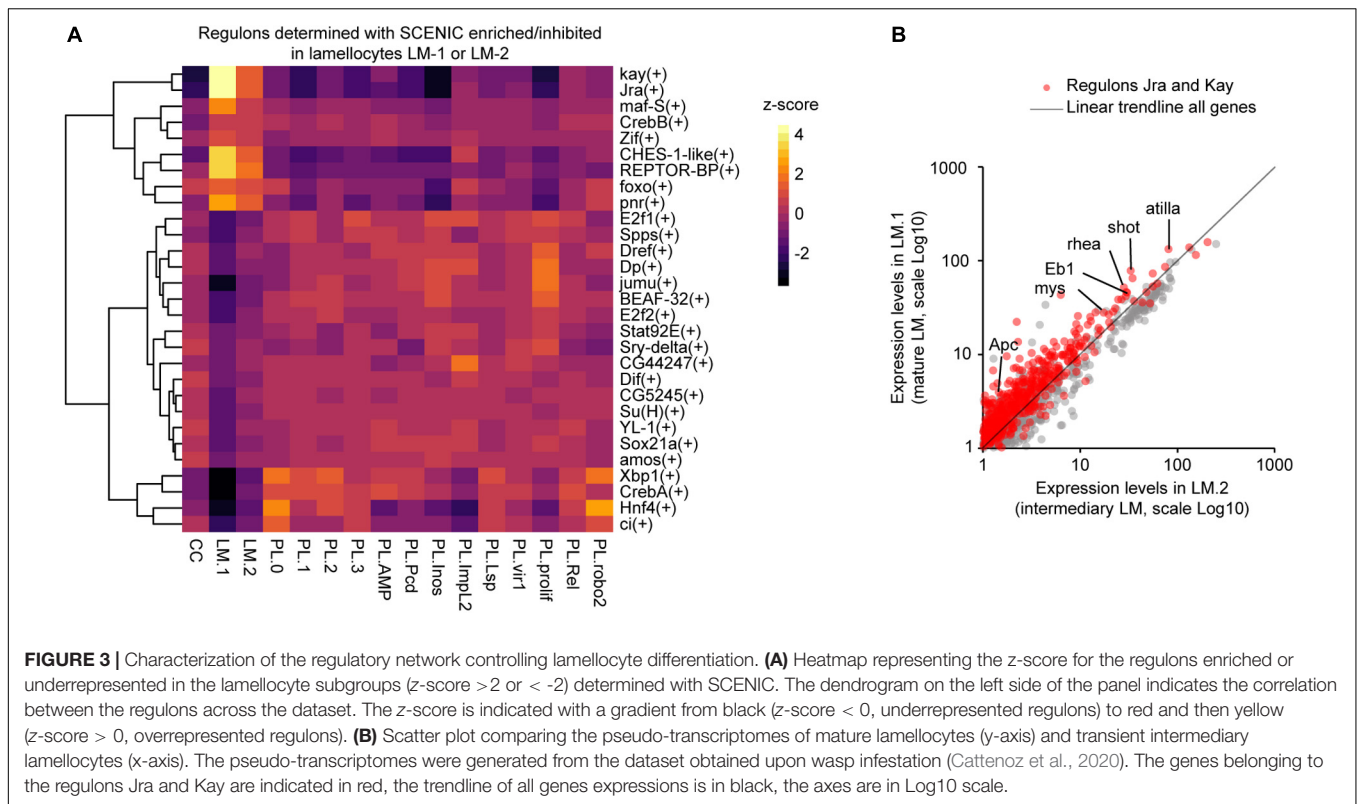 A
Regulons determined with SCENIC enriched/inhibited
in lamellocytes LM-1 or LM-2
kay(+)
Jra(+)
maf-S(+)
CrebB(+)
Zif(+)
CHES-1-like(+)
REPTOR-BP(+)
foxo(+)
pnr(+)
E2f1(+)
Spps(+)
Dref(+)
Dp(+)
jumu(+)
BEAF-32(+)
E2f2(+)
Stat92E(+)
Sry-delta(+)
CG44247(+)
Dif(+)
CG5245(+)
Su(H)(+)
YL-1(+)
Sox21a(+)
amos(+)
Xbp1(+)
CrebA(+)
Hnf4(+)
ci(+)
CC
LM.1
LM.2
PL.0
PL.1
PL.2
PL.3
PL.AMP
PL.Pcd
PL.Inos
PL.ImpL2
PL.Lsp
PL.vir1
PL.prolif
PL.Rel
PL.robo2
z-score
4
2
0
-2
B
Regulons Jra and Kay
Linear trendline all genes
Expression levels in LM.1
(mature LM, scale Log10)
1000
100
10
1
atilla
shot
rhea
Eb1
mys
Apc
1
10
100
1000
Expression levels in LM.2
(intermediary LM, scale Log10)
FIGURE 3 | Characterization of the regulatory network controlling lamellocyte differentiation. (A) Heatmap representing the z-score for the regulons enriched or
underrepresented in the lamellocyte subgroups (z-score >2 or < -2) determined with SCENIC. The dendrogram on the left side of the panel indicates the correlation
between the regulons across the dataset. The z-score is indicated with a gradient from black (z-score < 0, underrepresented regulons) to red and then yellow
(z-score > 0, overrepresented regulons). (B) Scatter plot comparing the pseudo-transcriptomes of mature lamellocytes (y-axis) and transient intermediary
lamellocytes (x-axis). The pseudo-transcriptomes were generated from the dataset obtained upon wasp infestation (Cattenoz et al., 2020). The genes belonging to
the regulons Jra and Kay are indicated in red, the trendline of all genes expressions is in black, the axes are in Log10 scale.